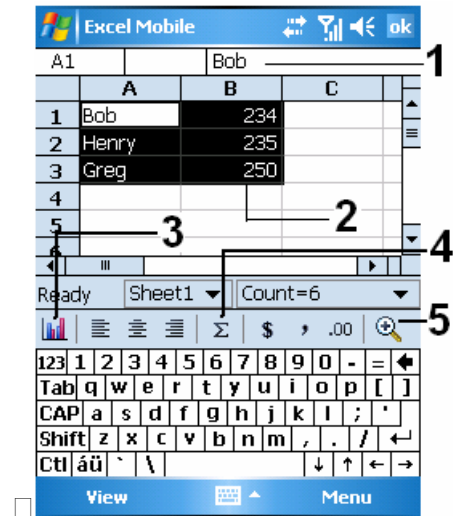 Excel Mobile ok
A1 Bob 1
A B C
1 Bob 234
2 Henry 235
3 Greg 250
4
2
5 3
6 4
Ready Sheet1 Count=6
Σ $ , .00 5
123 1 2 3 4 5 6 7 8 9 0 - = 
Tab q w e r t y u i o p [ ]
CAP a s d f g h j k l ; '
Shift z x c v b n m , . / ↵
Ctl áü ` \ ↓ ↑ ← →
View Menu